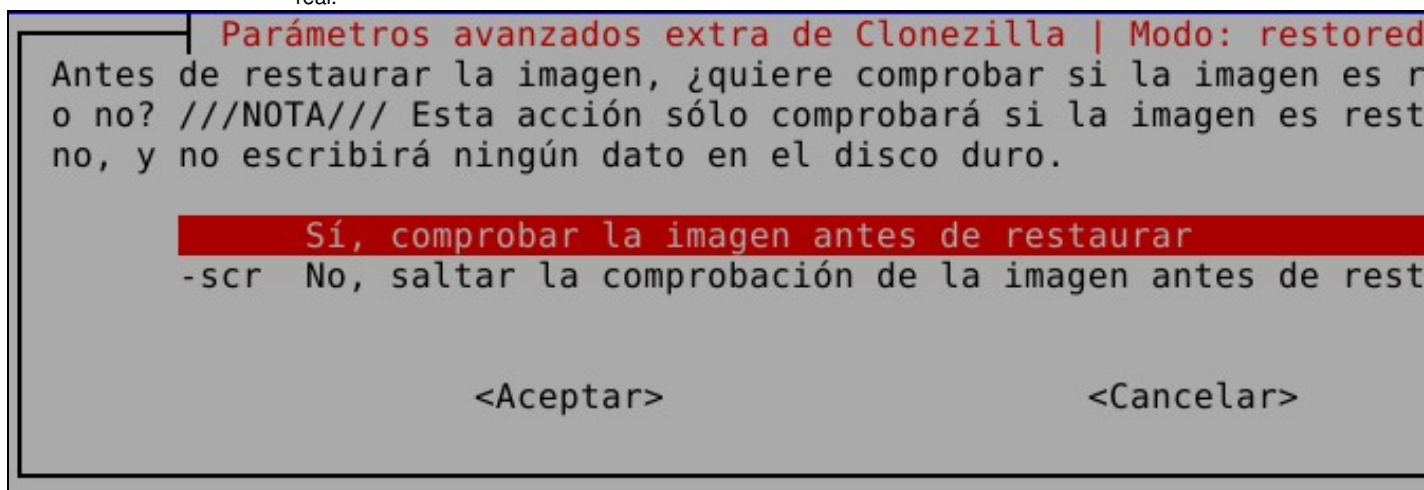 real.
Parámetros avanzados extra de Clonezilla | Modo: restored
Antes de restaurar la imagen, ¿quiere comprobar si la imagen es r
o no? ///NOTA/// Esta acción sólo comprobará si la imagen es rest
no, y no escribirá ningún dato en el disco duro.
Sí, comprobar la imagen antes de restaurar
-scr No, saltar la comprobación de la imagen antes de rest
<Aceptar> <Cancelar>